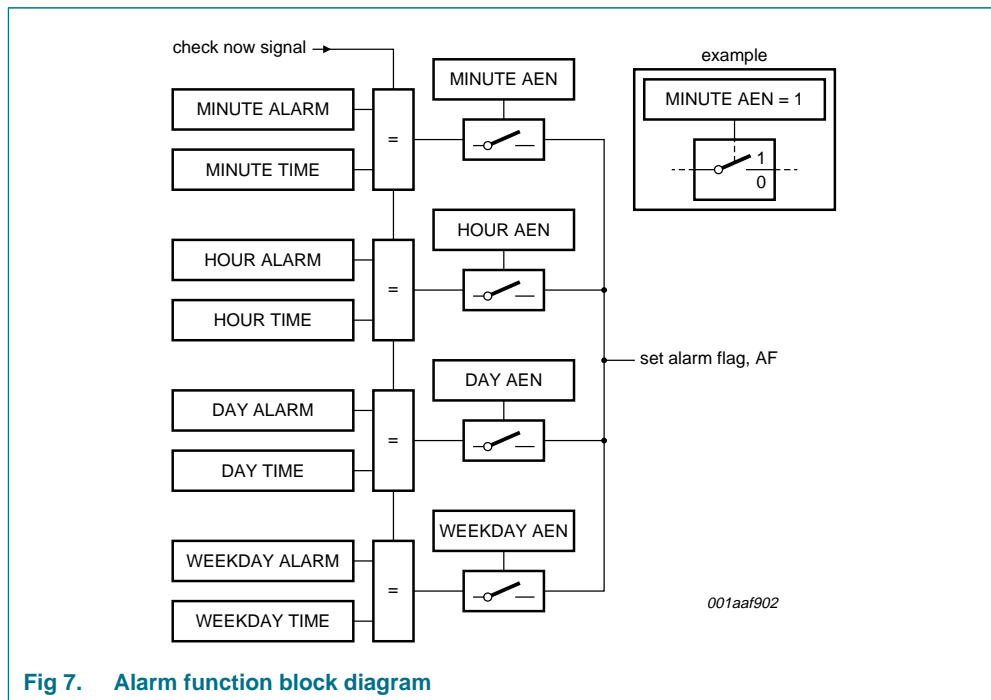 check now signal
example
MINUTE AEN
MINUTE AEN = 1
MINUTE ALARM
=
1
MINUTE TIME
0
HOUR AEN
HOUR ALARM
=
HOUR TIME
set alarm flag, AF
DAY AEN
DAY ALARM
=
DAY TIME
WEEKDAY AEN
WEEKDAY ALARM
=
WEEKDAY TIME
001aaf902
Fig 7. Alarm function block diagram